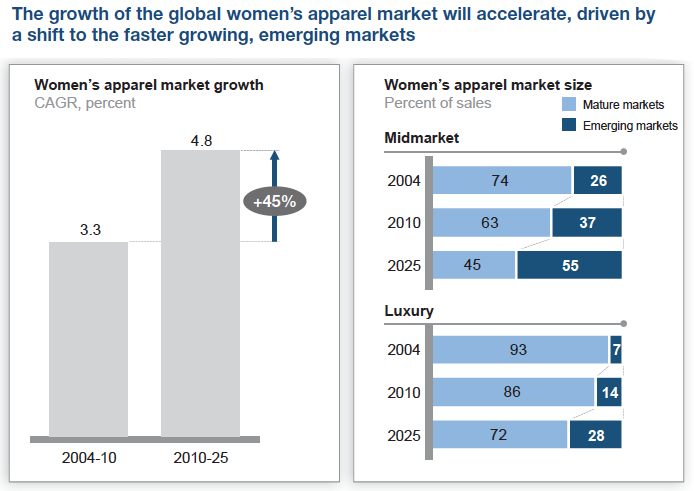 The growth of the global women's apparel market will accelerate, driven by
a shift to the faster growing, emerging markets
Women's apparel market growth
CAGR, percent
4.8
+45%
3.3
2004-10
2010-25
Women's apparel market size
Percent of sales
Mature markets
Emerging markets
Midmarket
2004 74 26
2010 63 37
2025 45 55
Luxury
2004 93 7
2010 86 14
2025 72 28